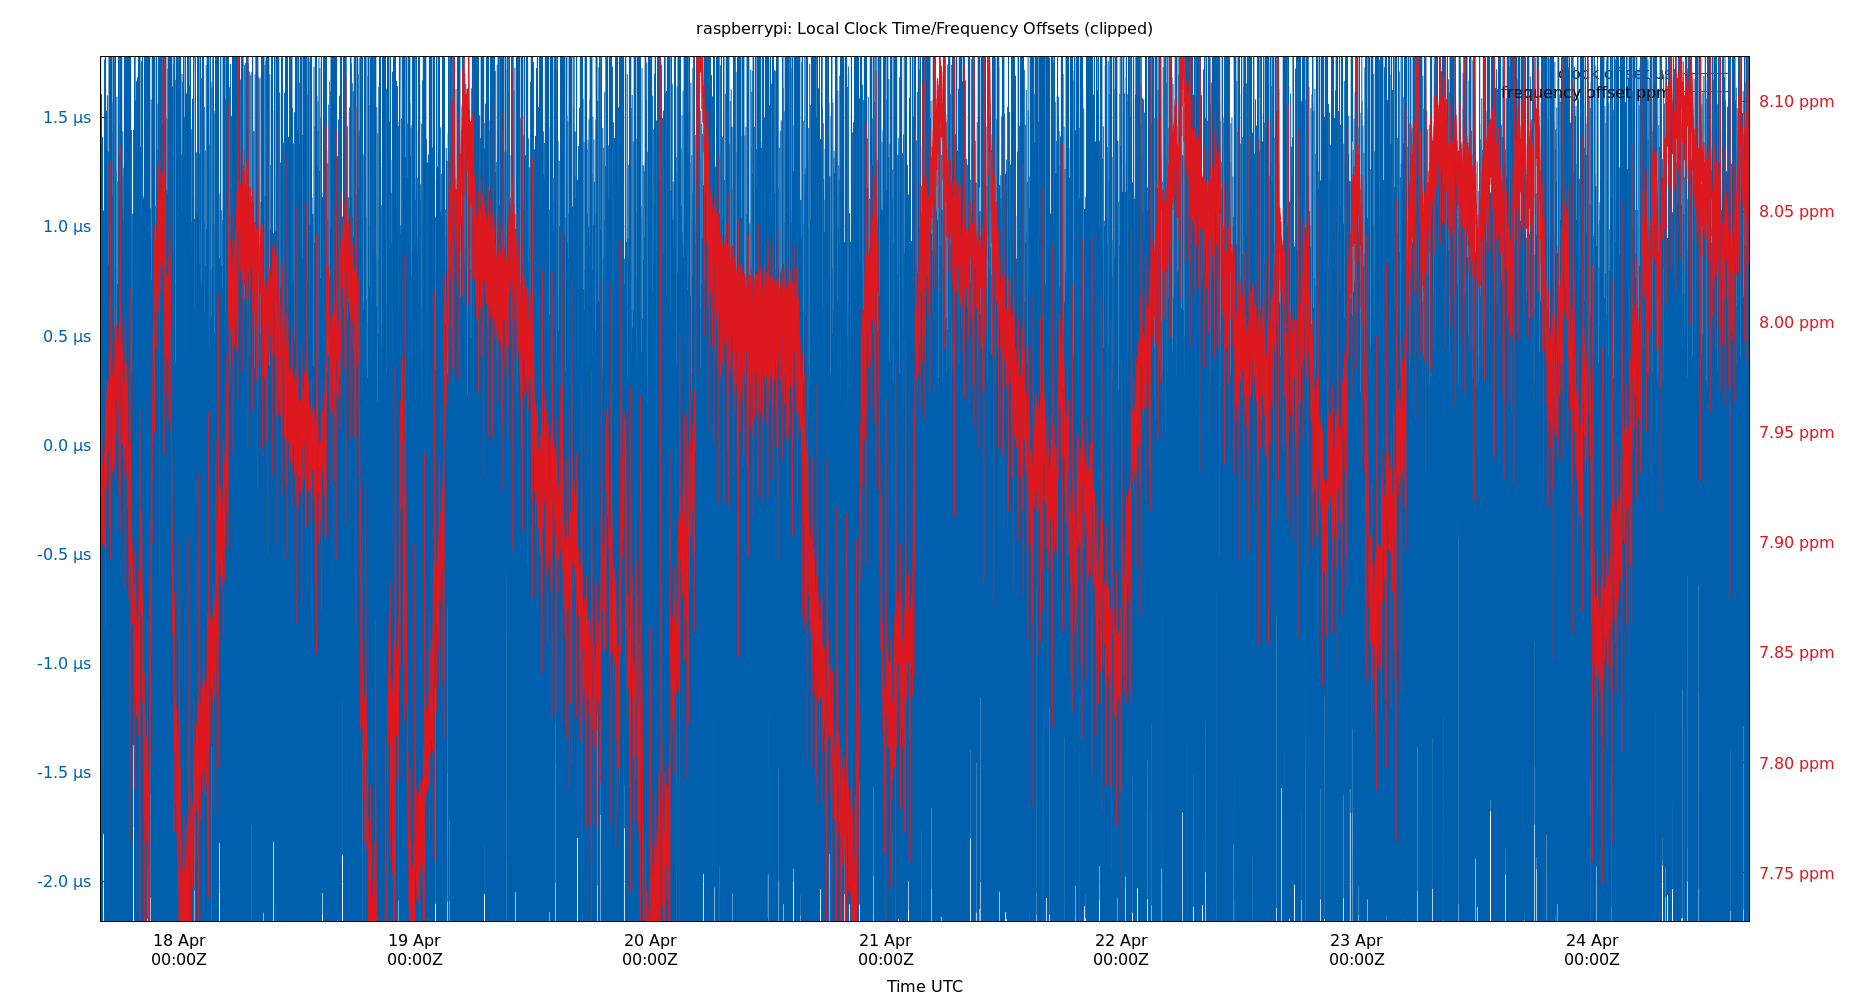 raspberrypi: Local Clock Time/Frequency Offsets (clipped)
clock offset µs
frequency offset ppm
1.5 µs
1.0 µs
0.5 µs
0.0 µs
-0.5 µs
-1.0 µs
-1.5 µs
-2.0 µs
8.10 ppm
8.05 ppm
8.00 ppm
7.95 ppm
7.90 ppm
7.85 ppm
7.80 ppm
7.75 ppm
18 Apr 19 Apr 20 Apr 21 Apr 22 Apr 23 Apr 24 Apr
00:00Z 00:00Z 00:00Z 00:00Z 00:00Z 00:00Z 00:00Z
Time UTC